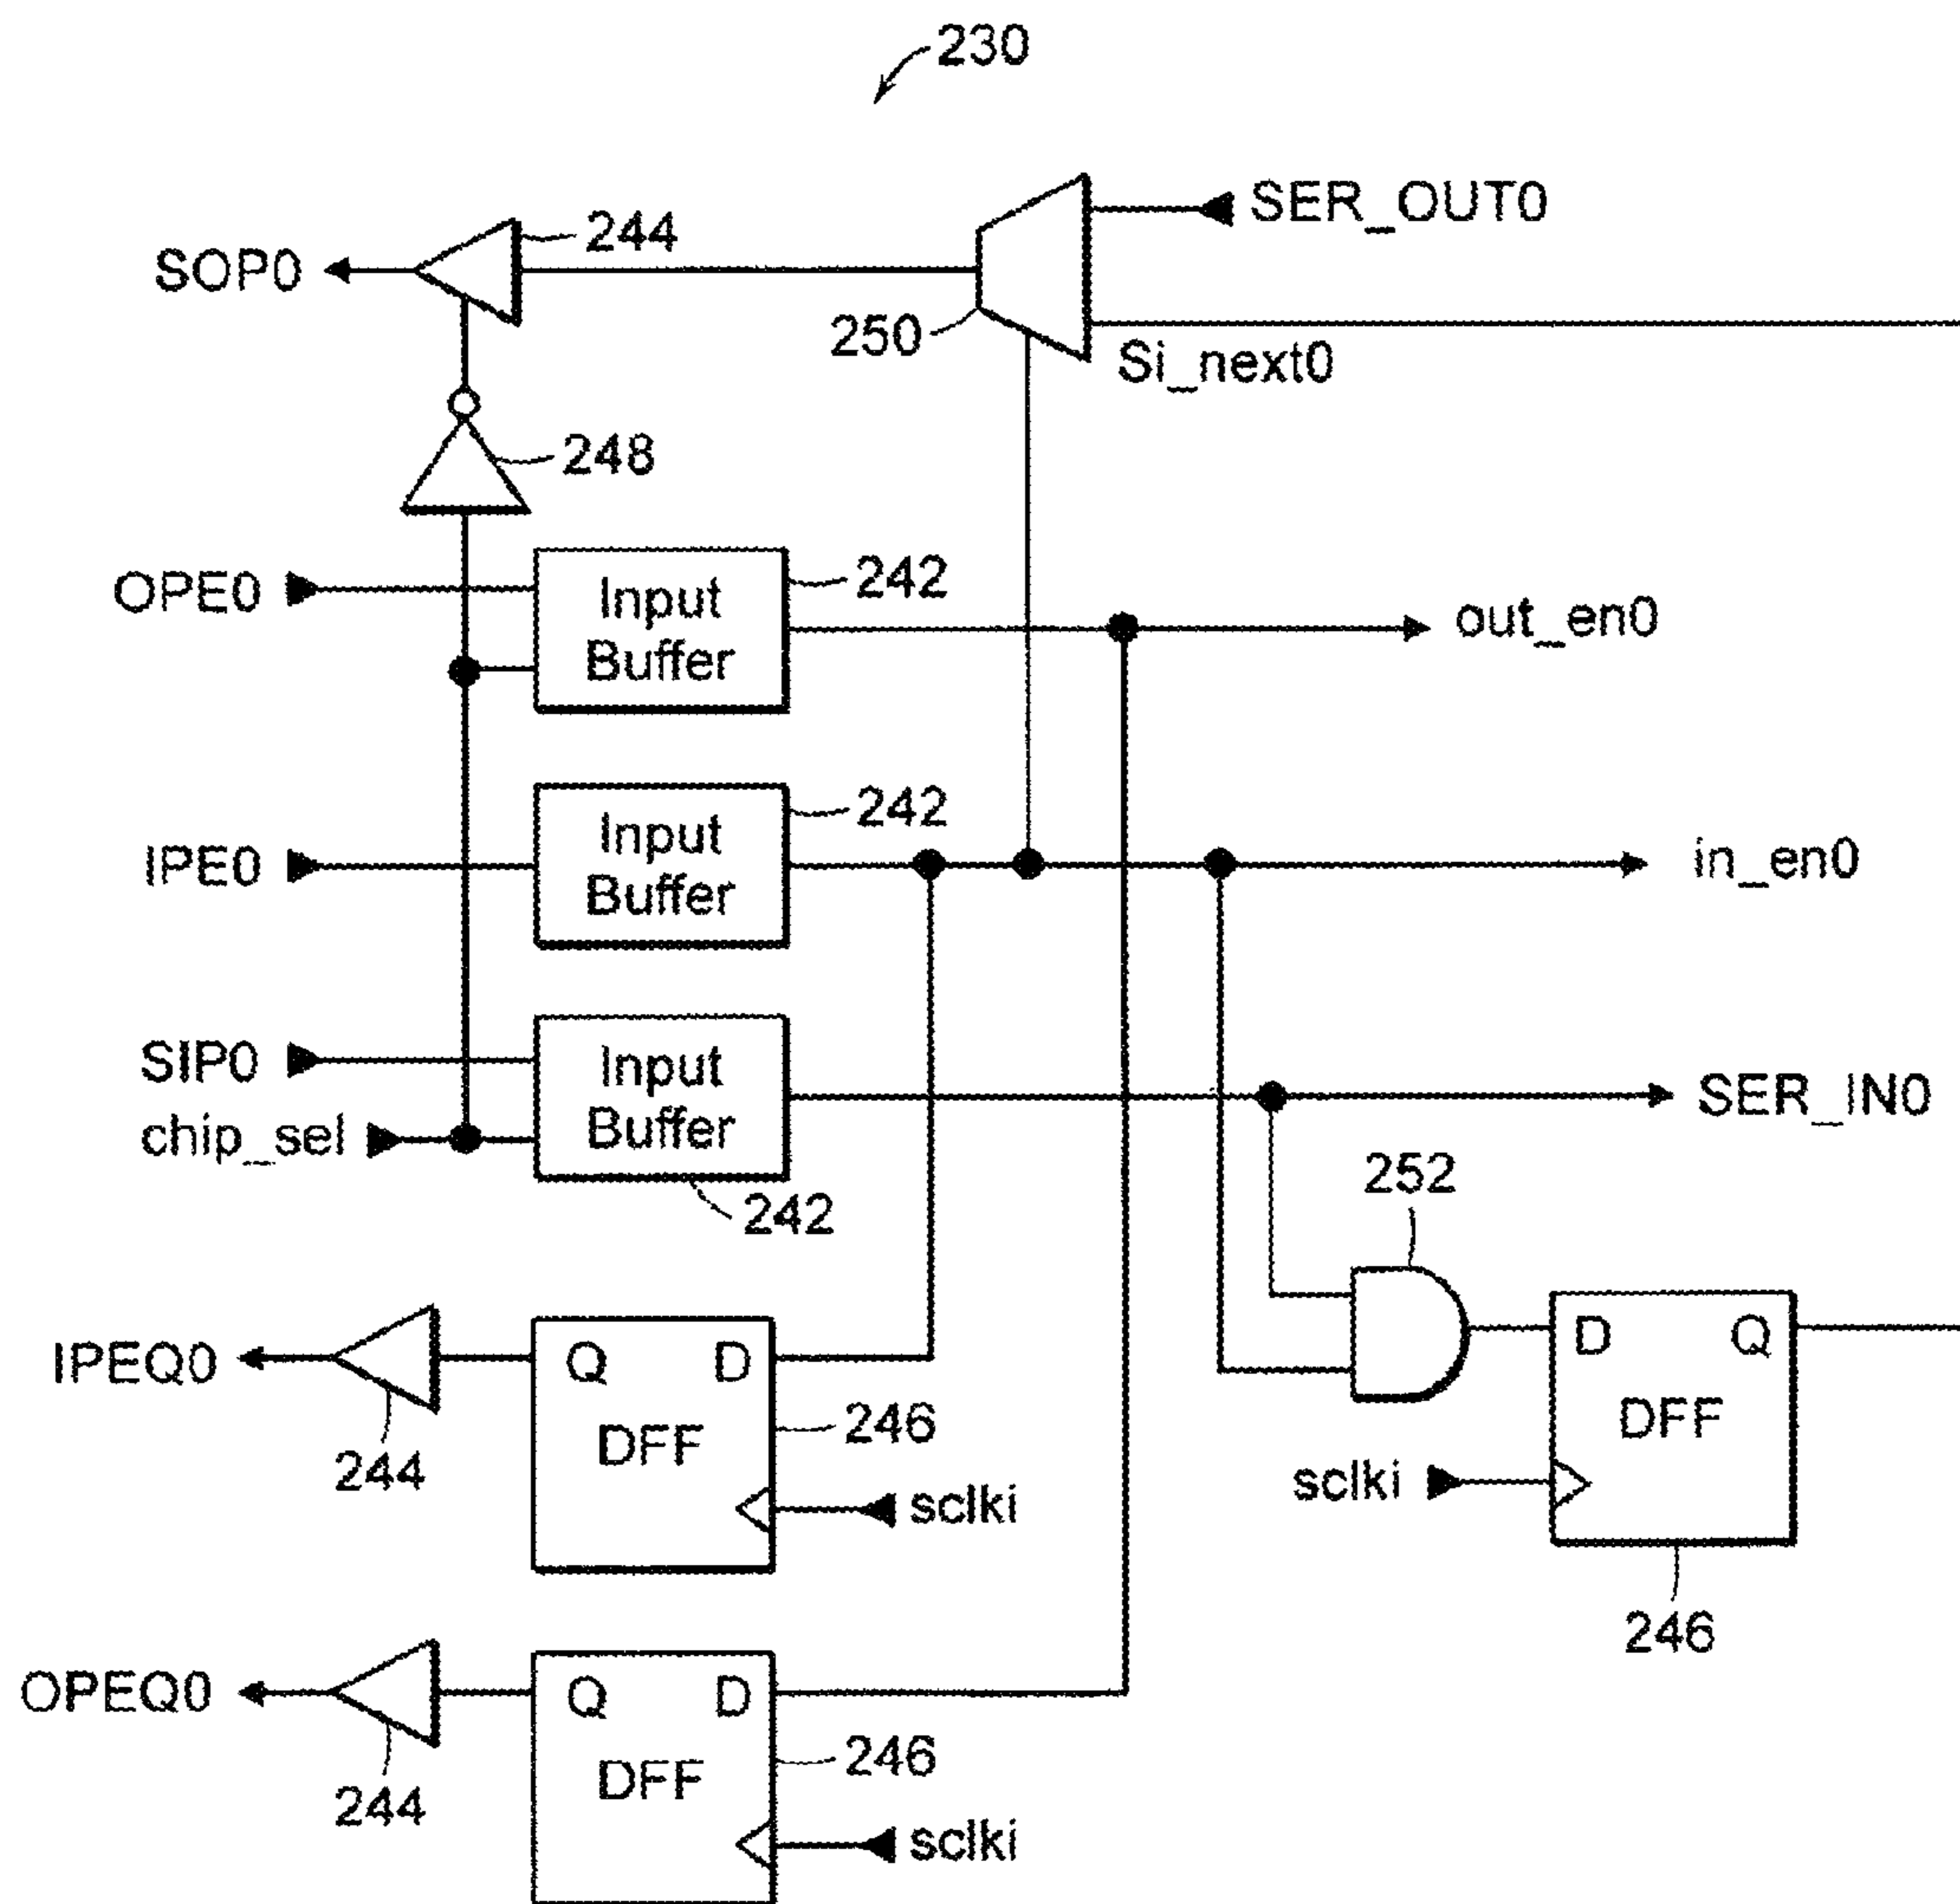 230
SER_OUT0
244
SOP0
250
Si_next0
248
OPE0
Input
Buffer
242
out_en0
IPE0
Input
Buffer
242
in_en0
SIP0
chip_sel
Input
Buffer
242
SER_IN0
252
IPEQ0
244
Q D
DFF
246
sclki
D Q
DFF
sclki
246
OPEQ0
244
Q D
DFF
246
sclki